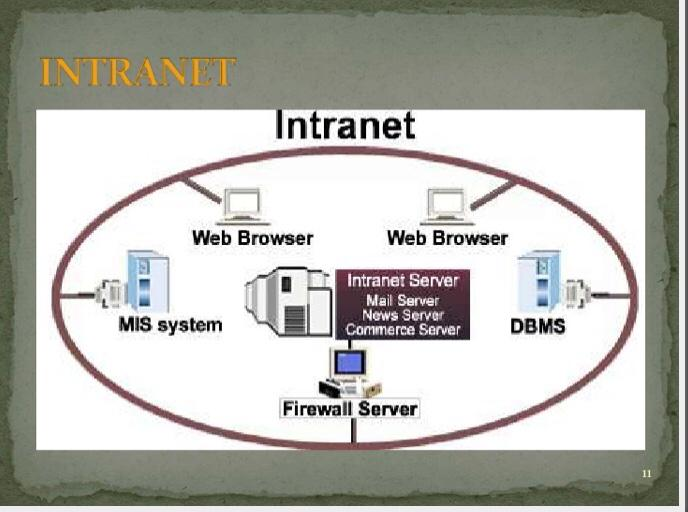 INTRANET
Intranet
Web Browser
Web Browser
MIS system
Intranet Server
Mail Server
News Server
Commerce Server
DBMS
Firewall Server
11